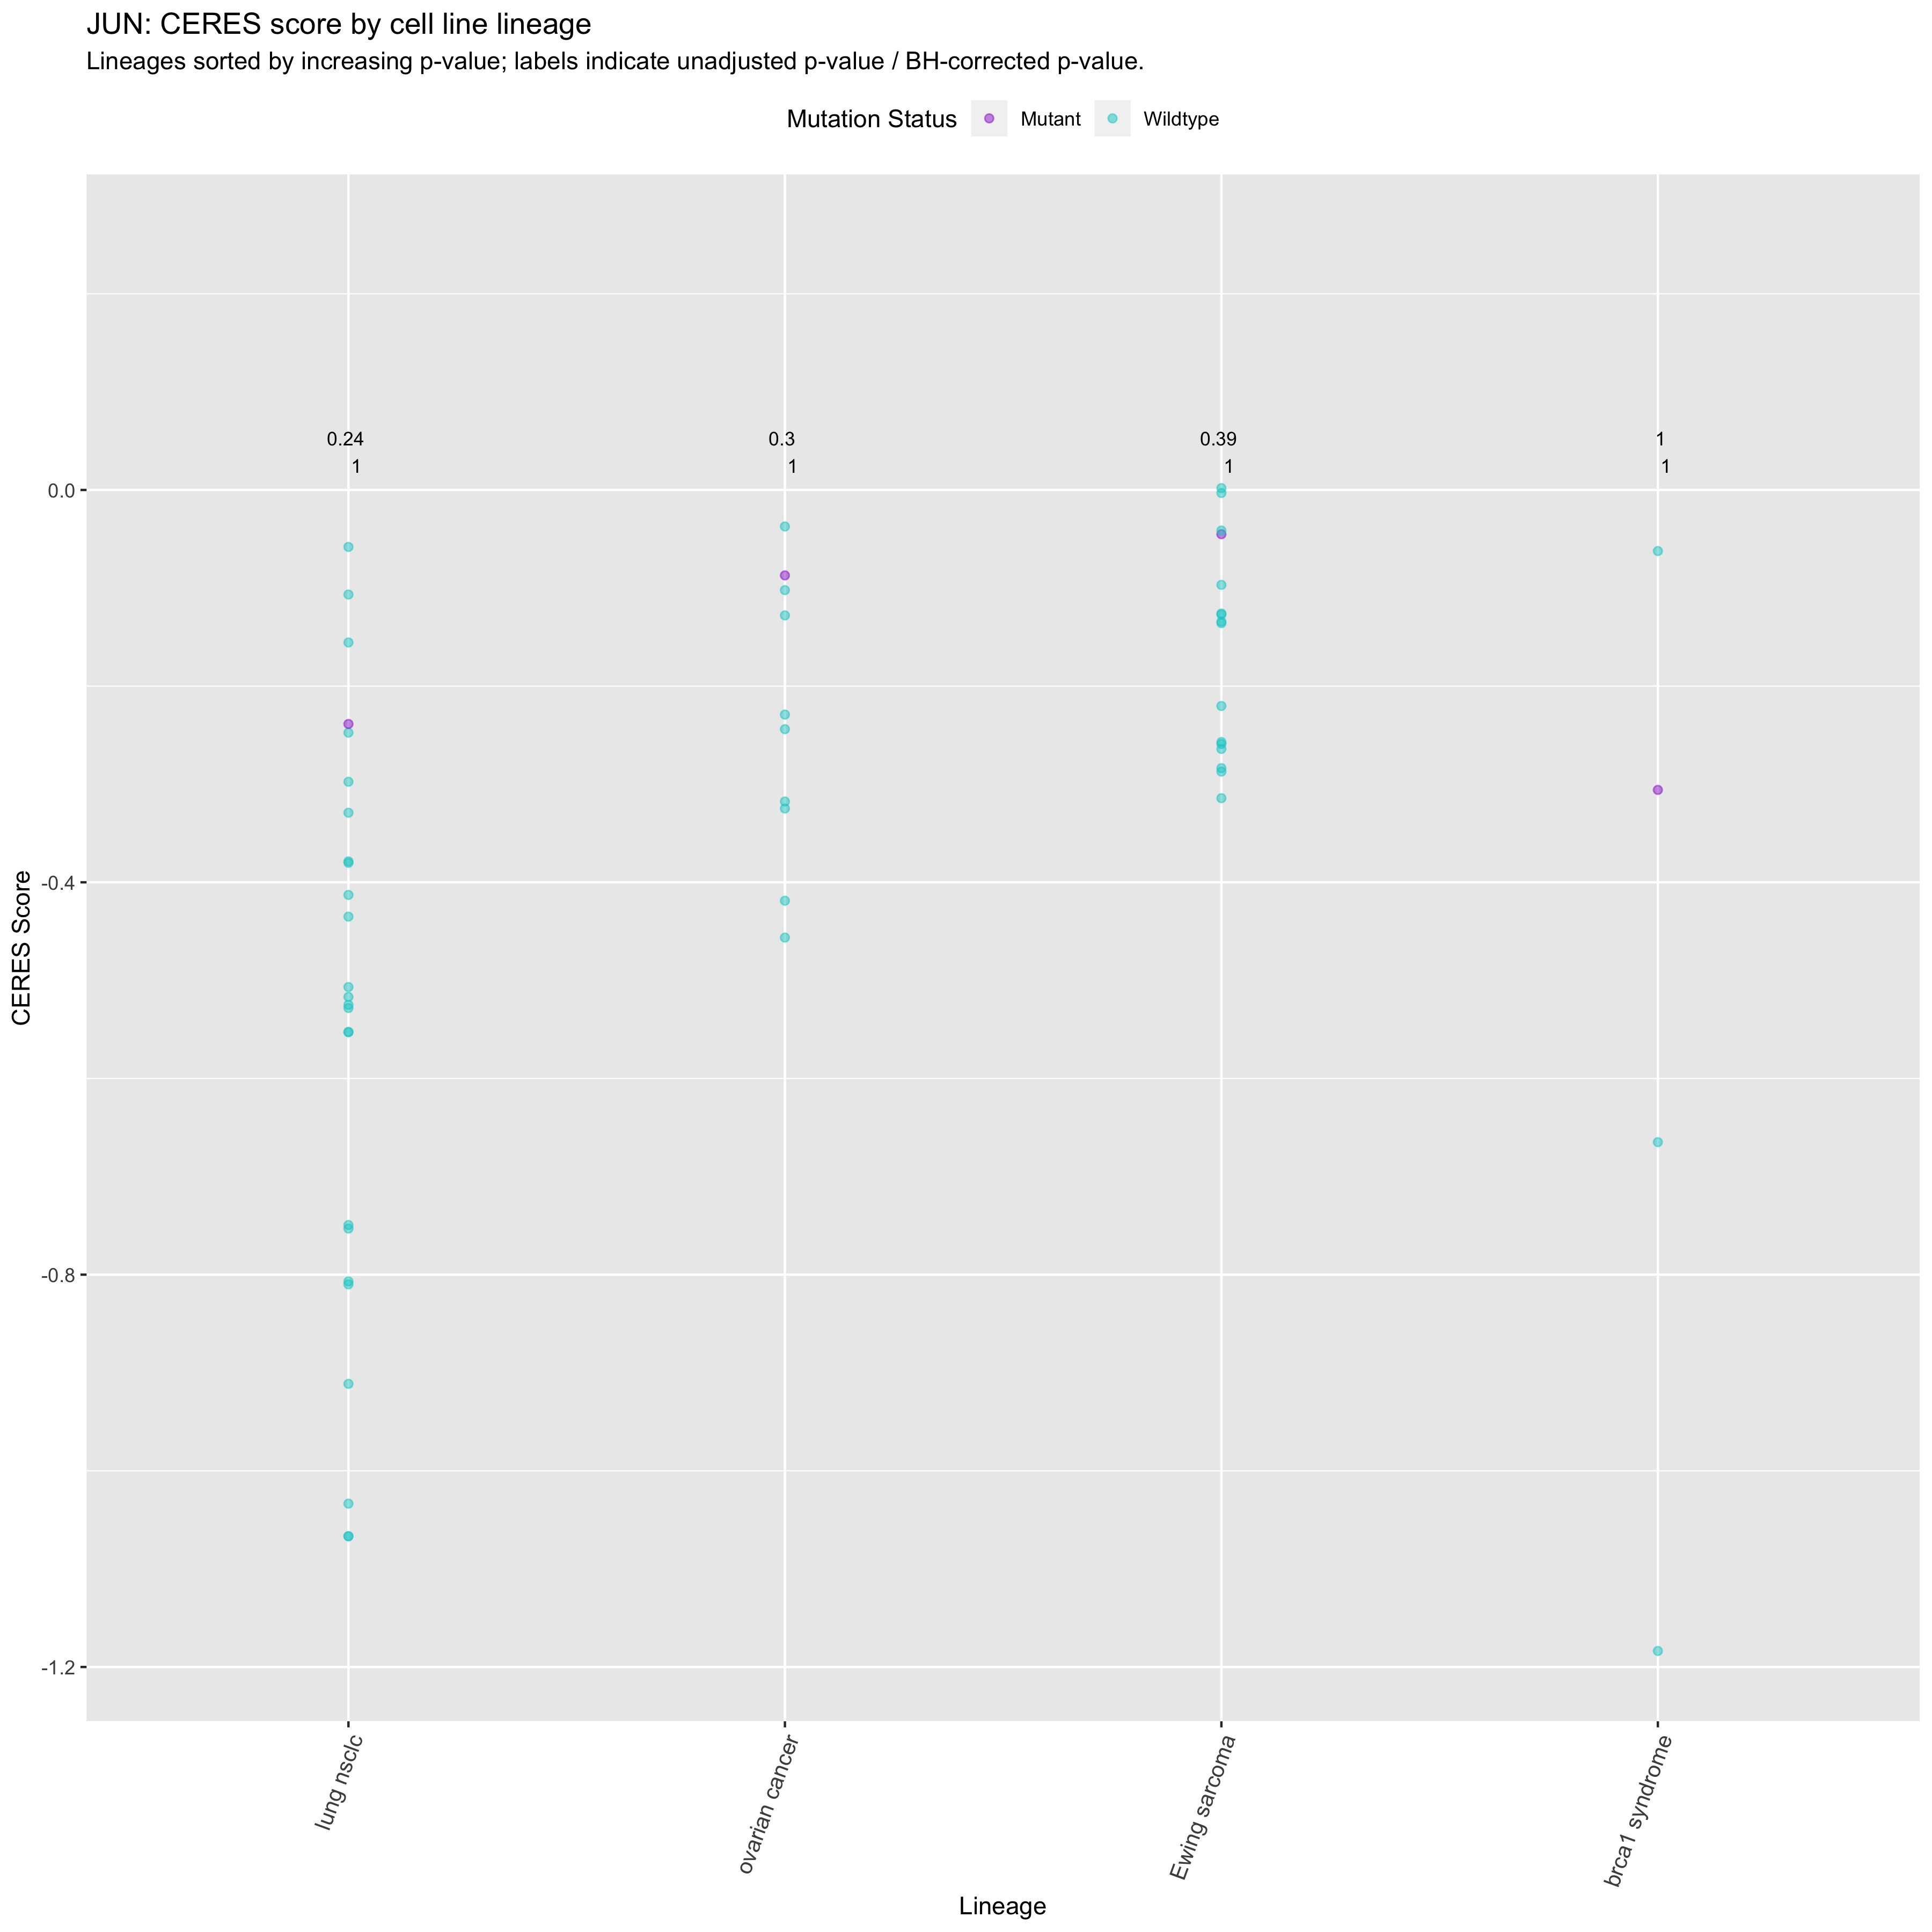 JUN: CERES score by cell line lineage
Lineages sorted by increasing p-value; labels indicate unadjusted p-value / BH-corrected p-value.
Mutation Status Mutant Wildtype
0.24 0.3 0.39 1
1 1 1 1
0.0
-0.4
-0.8
-1.2
CERES Score
lung nsclc
ovarian cancer
Ewing sarcoma
brca1 syndrome
Lineage